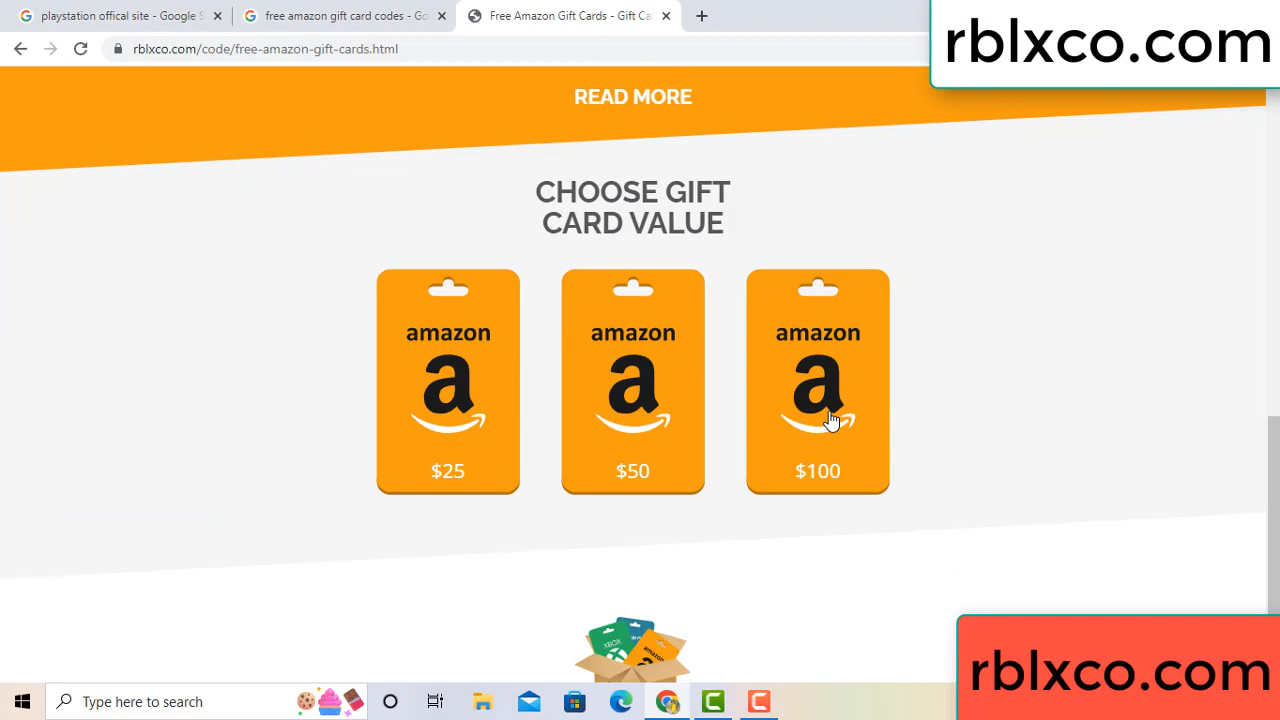 playstation offical site - Google S
free amazon gift card codes - Go
Free Amazon Gift Cards - Gift Ca
rblxco.com/code/free-amazon-gift-cards.html
rblxco.com
READ MORE
CHOOSE GIFT
CARD VALUE
amazon amazon amazon
a a a
$25 $50 $100
XBOX
rblxco.com
Type here to search